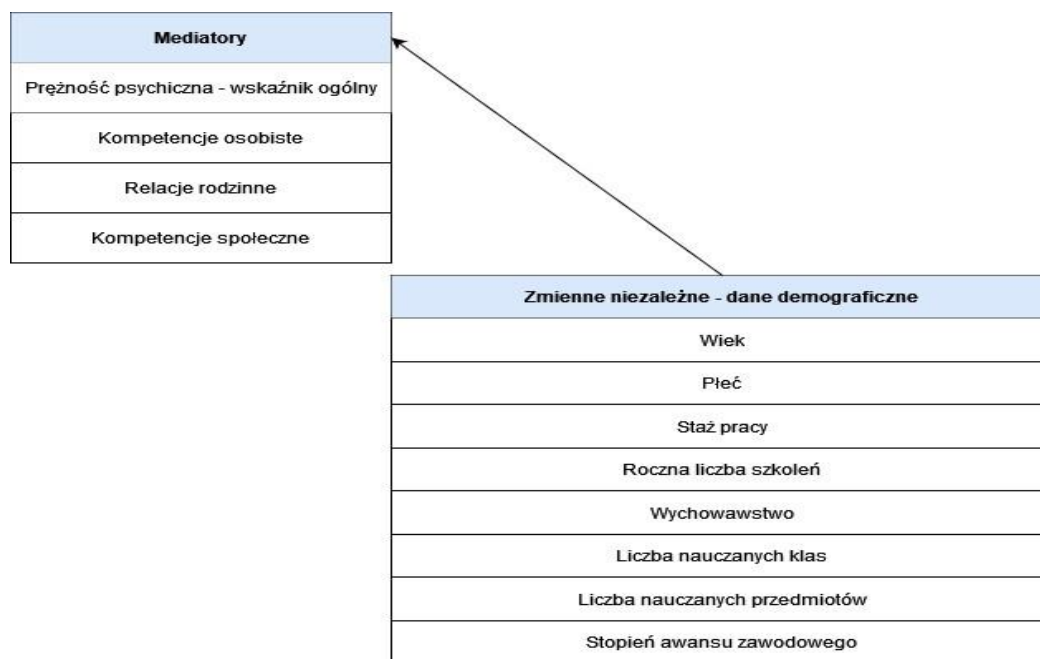 Mediatory
Prężność psychiczna - wskaźnik ogólny
Kompetencje osobiste
Relacje rodzinne
Kompetencje społeczne
Zmienne niezależne - dane demograficzne
Wiek
Płeć
Staż pracy
Roczna liczba szkoleń
Wychowawstwo
Liczba nauczanych klas
Liczba nauczanych przedmiotów
Stopień awansu zawodowego